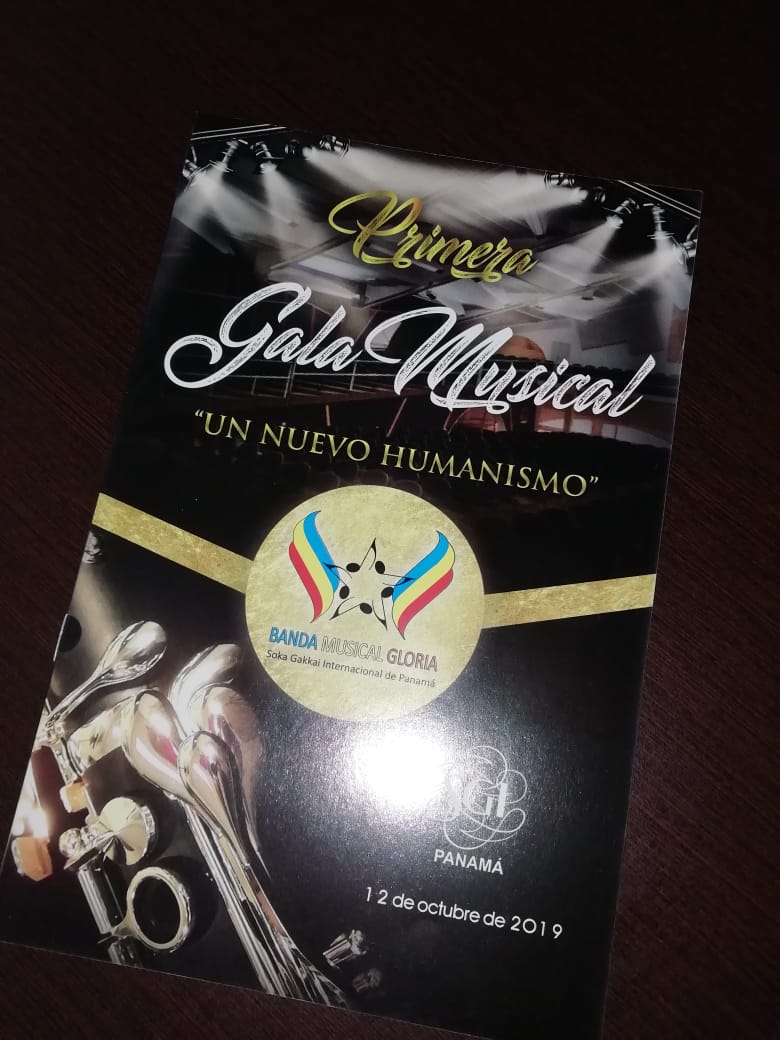 Primera
Gala Musical
"UN NUEVO HUMANISMO"
BANDA MUSICAL GLORIA
Soka Gakkai Internacional de Panamá
SGI
PANAMÁ
12 de octubre de 2019